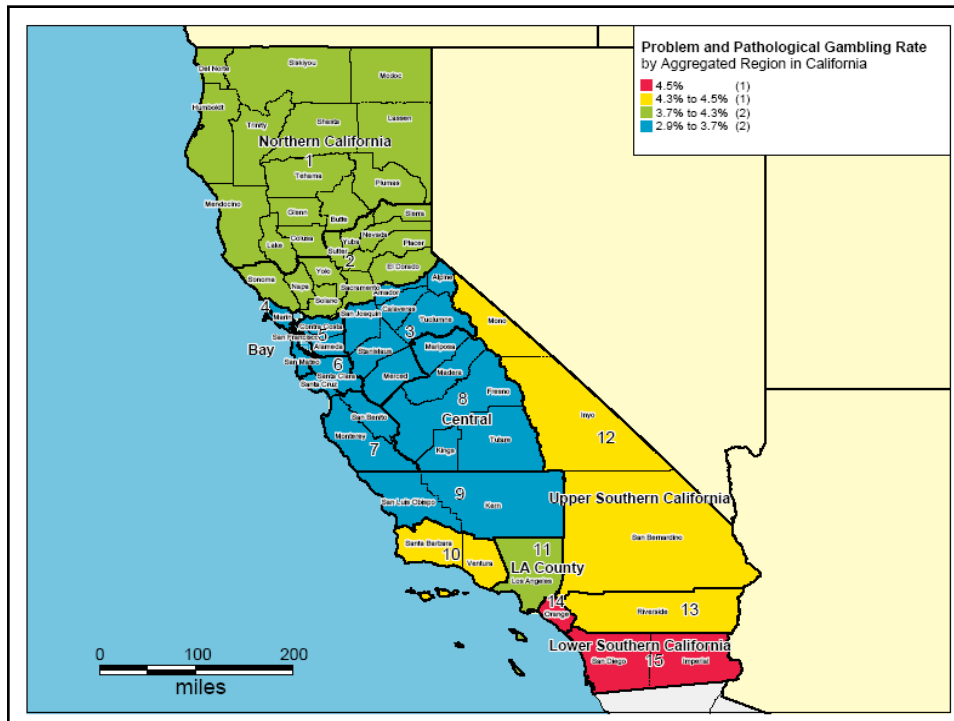 Problem and Pathological Gambling Rate
by Aggregated Region in California
4.5% (1)
4.3% to 4.5% (1)
3.7% to 4.3% (2)
2.9% to 3.7% (2)
Del Norte
Siskiyou
Modoc
Humboldt
Trinity
Shasta
Lassen
Northern California
1
Tehama
Plumas
Mendocino
Glenn
Butte
Sierra
Lake
Colusa
Sutter
Yuba
Nevada
Placer
2
Sonoma
Napa
Yolo
El Dorado
Solano
Sacramento
Alpine
Amador
4
Marin
Contra Costa
San Joaquin
Calaveras
Tuolumne
Mono
San Francisco
5
3
Bay
Alameda
Stanislaus
Mariposa
San Mateo
6
Santa Clara
Merced
Madera
Santa Cruz
8
Fresno
Inyo
San Benito
Central
12
Monterey
7
Kings
Tulare
San Luis Obispo
9
Kern
Upper Southern California
San Bernardino
Santa Barbara
10
Ventura
11
LA County
Los Angeles
14
Orange
Riverside
13
Lower Southern California
San Diego
15
Imperial
0 100 200
miles